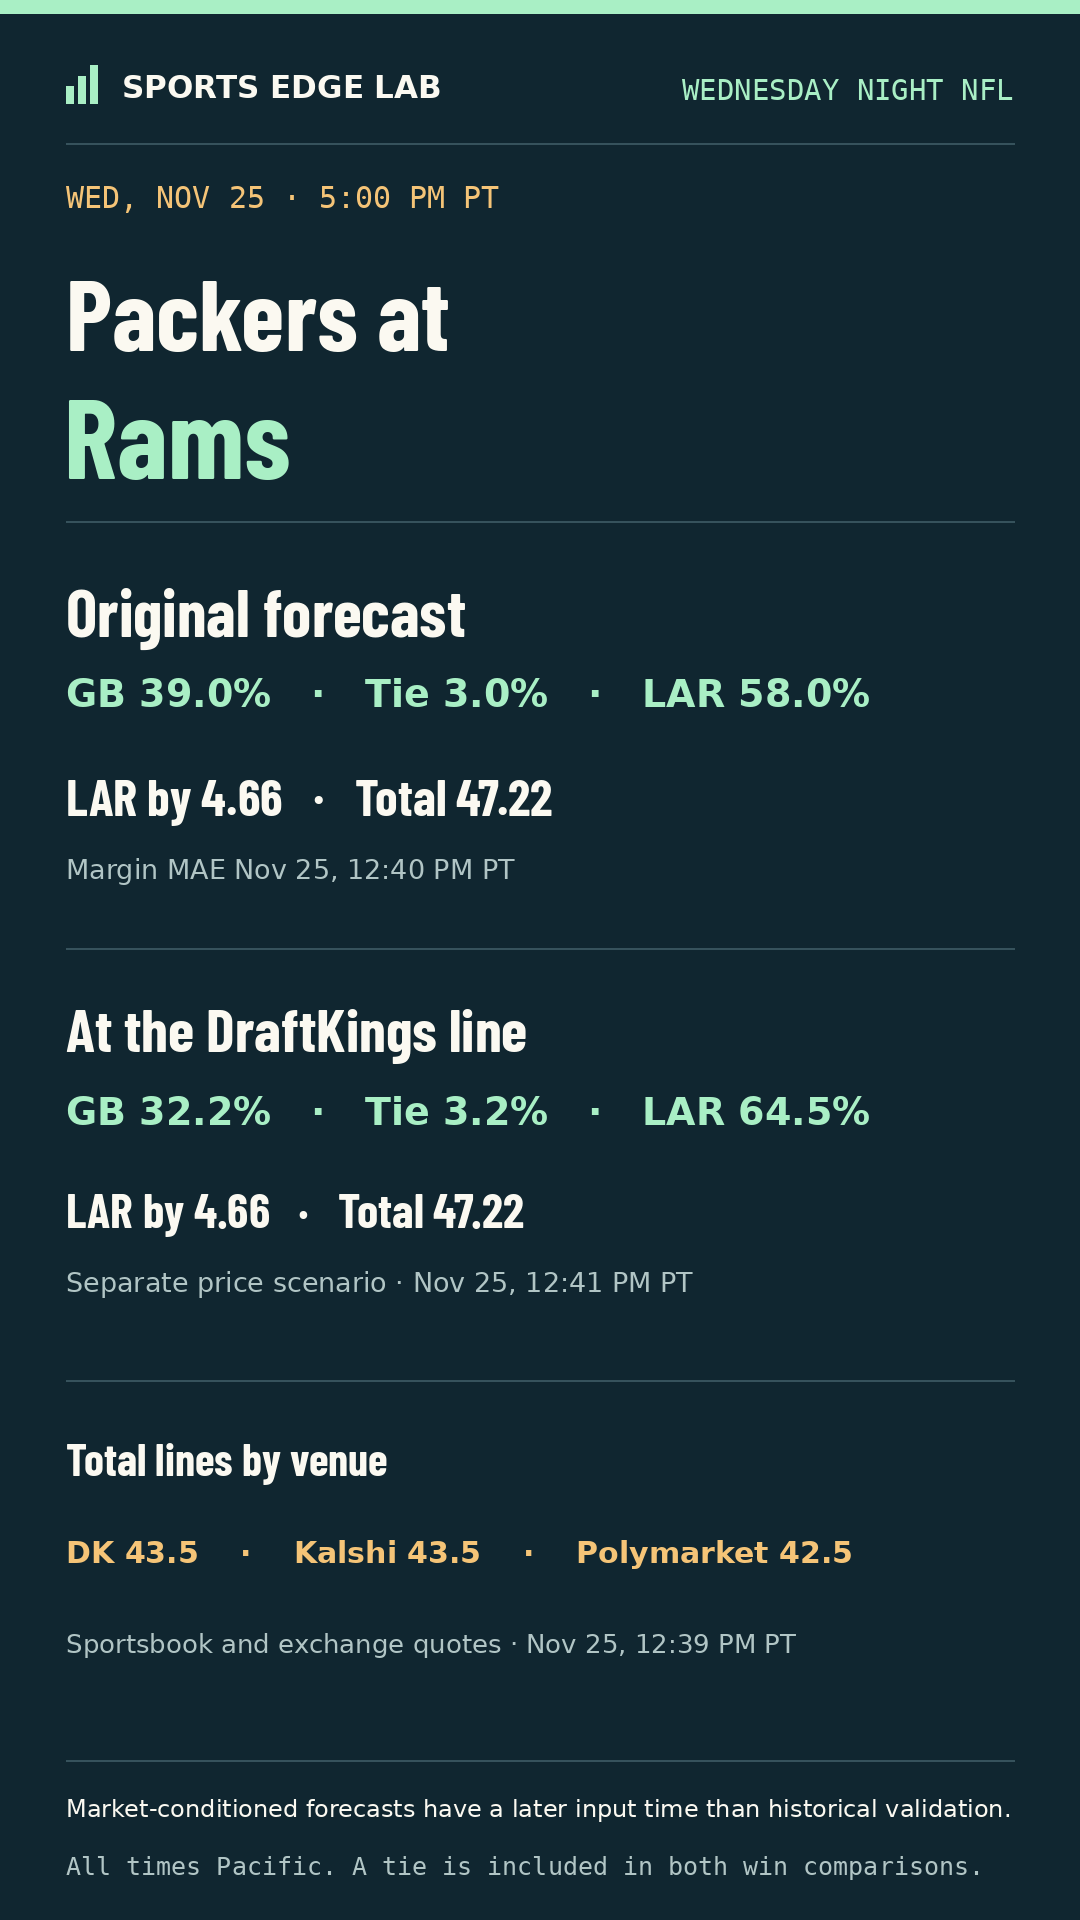 SPORTS EDGE LAB
WEDNESDAY NIGHT NFL
WED, NOV 25 · 5:00 PM PT
Packers at
Rams
Original forecast
GB 39.0% · Tie 3.0% · LAR 58.0%
LAR by 4.66 · Total 47.22
Margin MAE Nov 25, 12:40 PM PT
At the DraftKings line
GB 32.2% · Tie 3.2% · LAR 64.5%
LAR by 4.66 · Total 47.22
Separate price scenario · Nov 25, 12:41 PM PT
Total lines by venue
DK 43.5 · Kalshi 43.5 · Polymarket 42.5
Sportsbook and exchange quotes · Nov 25, 12:39 PM PT
Market-conditioned forecasts have a later input time than historical validation.
All times Pacific. A tie is included in both win comparisons.